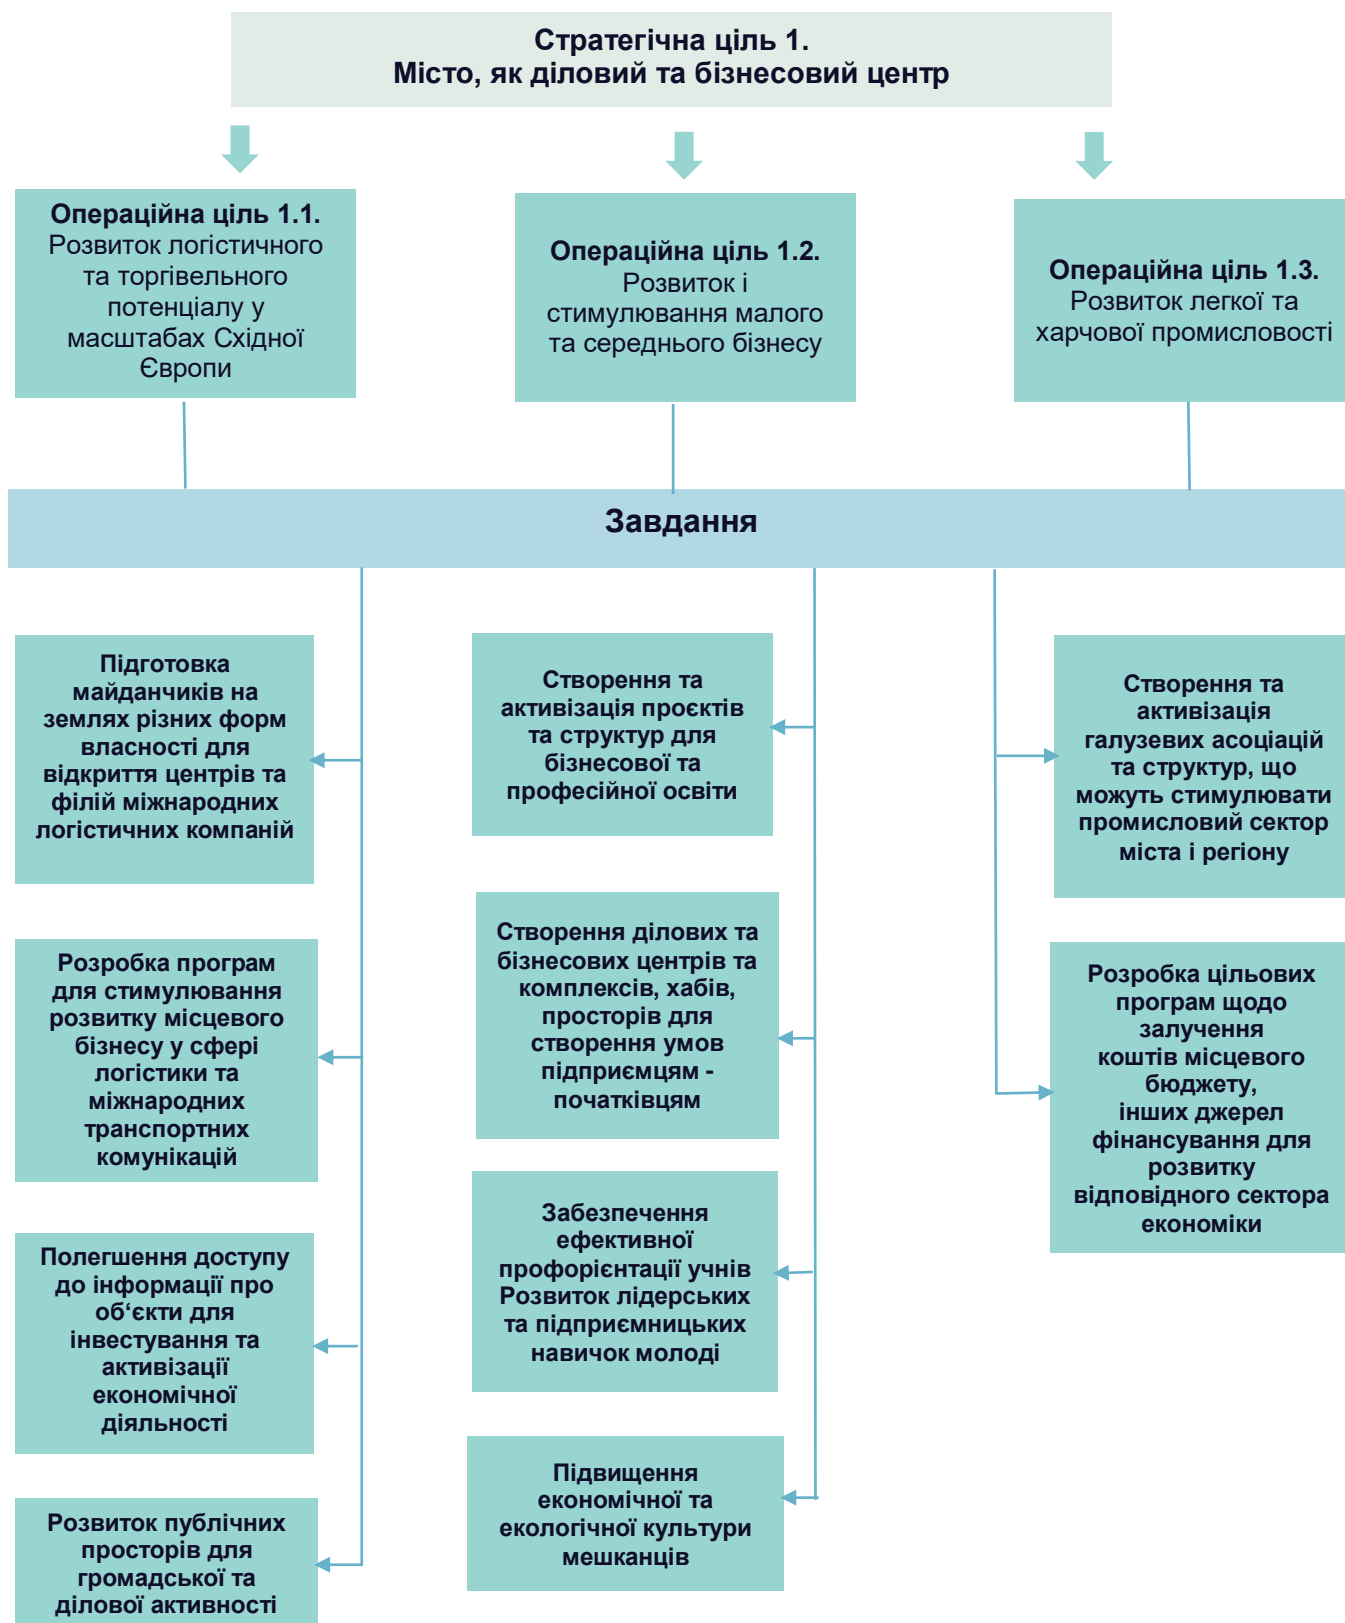 Стратегічна ціль 1.
Місто, як діловий та бізнесовий центр
Операційна ціль 1.1.
Розвиток логістичного
та торгівельного
потенціалу у
масштабах Східної
Європи
Операційна ціль 1.2.
Розвиток і
стимулювання малого
та середнього бізнесу
Операційна ціль 1.3.
Розвиток легкої та
харчової промисловості
Завдання
Підготовка
майданчиків на
землях різних форм
власності для
відкриття центрів та
філій міжнародних
логістичних компаній
Розробка програм
для стимулювання
розвитку місцевого
бізнесу у сфері
логістики та
міжнародних
транспортних
комунікацій
Полегшення доступу
до інформації про
об‘єкти для
інвестування та
активізації
економічної
діяльності
Розвиток публічних
просторів для
громадської та
ділової активності
Створення та
активізація проєктів
та структур для
бізнесової та
професійної освіти
Створення ділових та
бізнесових центрів та
комплексів, хабів,
просторів для
створення умов
підприємцям -
початківцям
Забезпечення
ефективної
профорієнтації учнів
Розвиток лідерських
та підприємницьких
навичок молоді
Підвищення
економічної та
екологічної культури
мешканців
Створення та
активізація
галузевих асоціацій
та структур, що
можуть стимулювати
промисловий сектор
міста і регіону
Розробка цільових
програм щодо
залучення
коштів місцевого
бюджету,
інших джерел
фінансування для
розвитку
відповідного сектора
економіки